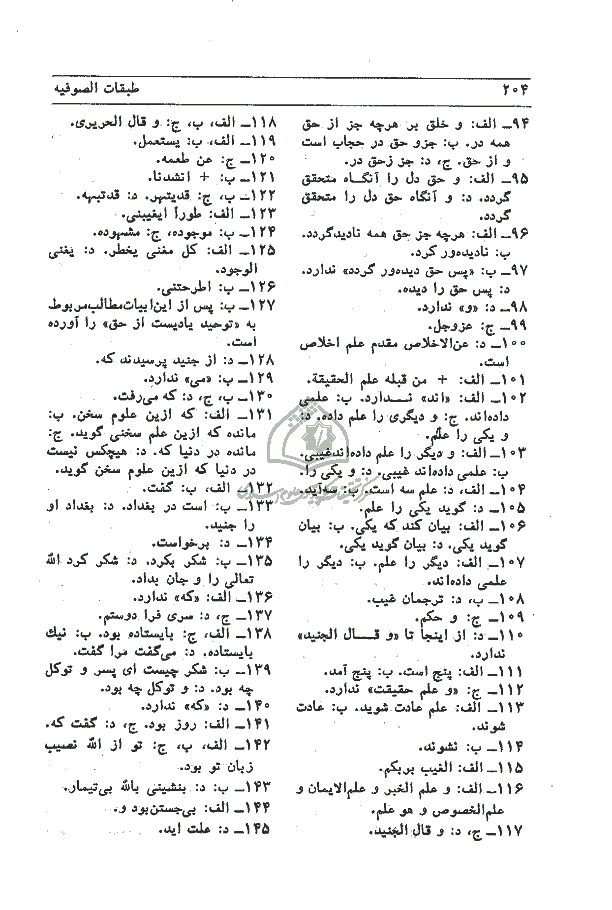 ۲۰۴
طبقات الصوفیه
۹۴ــ الف: و خلق بر هرچه جز از حق
همه در. ب: جزو حق در حجاب است
و از حق. ج، د: جز زحق در.
۹۵ــ الف: و حق دل را آنگاه متحقق
گردد. د: و آنگاه حق دل را متحقق
گردد.
۹۶ــ الف: هرچه جز حق همه نادیدگردد.
ب: نادیده‌ور کرد.
۹۷ــ ب: «پس حق دیده‌ور گردد» ندارد.
د: پس حق را دیده.
۹۸ــ د: «و» ندارد.
۹۹ــ ج: عزوجل.
۱۰۰ــ د: عن‌الاخلاص مقدم علم اخلاص
است.
۱۰۱ــ الف: + من قبله علم الحقیقة.
۱۰۲ــ الف: «اند» نــدارد. ب: علمی
داده‌اند. ج: و دیگری را علم داده. د:
و یکی را علم.
۱۰۳ــ الف: و دیگر را علم داده‌اندغیبی.
ب: علمی داده‌اند غیبی. د: و یکی را.
۱۰۴ــ الف، د: علم سه است. ب: سه‌آید.
۱۰۵ــ د: گوید یکی را علم.
۱۰۶ــ الف: بیان کند که یکی. ب: بیان
گوید یکی. د: بیان گوید یکی.
۱۰۷ــ الف: دیگر را علم. ب: دیگر را
علمی داده‌اند.
۱۰۸ــ ب، د: ترجمان غیب.
۱۰۹ــ ج: و حکم.
۱۱۰ــ د: از اینجا تا «و قــال الجنید»
ندارد.
۱۱۱ــ الف: پنج است. ب: پنج آمد.
۱۱۲ــ ج: «و علم حقیقت» ندارد.
۱۱۳ــ الف: علم عادت شوید. ب: عادت
شوند.
۱۱۴ــ ب: نشوند.
۱۱۵ــ الف: الغیب بربکم.
۱۱۶ــ الف: و علم الخبر و علم‌الایمان و
علم‌الخصوص و هو علم.
۱۱۷ــ ج، د: و قال الجنید.
۱۱۸ــ الف، ب، ج: و قال الحریری.
۱۱۹ــ الف، ب: یستعمل.
۱۲۰ــ ج: عن طعمه.
۱۲۱ــ ب: + انشدنا.
۱۲۲ــ ب، ج: قدیتهر. د: قدتبهه.
۱۲۳ــ الف: طوراً ایغیبنی.
۱۲۴ــ ب: موجوده، ج: مشهوده.
۱۲۵ــ الف: کل مغنی یخطر. د: یغنی
الوجود.
۱۲۶ــ ب: اطرحتنی.
۱۲۷ــ ب: پس از این‌ابیات‌مطالب‌مربوط
به «توحید یادیست از حق» را آورده
است.
۱۲۸ــ د: از جنید پرسیدند که.
۱۲۹ــ ب: «می» ندارد.
۱۳۰ــ ب، ج، د: که می‌رفت.
۱۳۱ــ الف: که ازین علوم سخن. ب:
مانده که ازین علم سخنی گوید. ج:
مانده در دنیا که. د: هیچکس نیست
در دنیا که ازین علوم سخن گوید.
۱۳۲ــ الف، ب: گفت.
۱۳۳ــ ب: است در بغداد. د: بغداد او
را جنید.
۱۳۴ــ د: برخواست.
۱۳۵ــ ب: شکر بکرد. د: شکر کرد الله
تعالی را و جان بداد.
۱۳۶ــ الف: «که» ندارد.
۱۳۷ــ ج، د: سری فرا دوستم.
۱۳۸ــ الف، ج: بایستاده بود. ب: نیك
بایستاده. د: می‌گفت مرا گفت.
۱۳۹ــ ب: شکر چیست ای پسر و توکل
چه بود. د: و توکل چه بود.
۱۴۰ــ د: «که» ندارد.
۱۴۱ــ الف: روز بود. ج، د: گفت که.
۱۴۲ــ الف، ب، ج: تو از الله نصیب
زبان تو بود.
۱۴۳ــ ب: د: بنشینی بالله بی‌تیمار.
۱۴۴ــ الف: بی‌جستن‌بود و.
۱۴۵ــ د: علت اید.